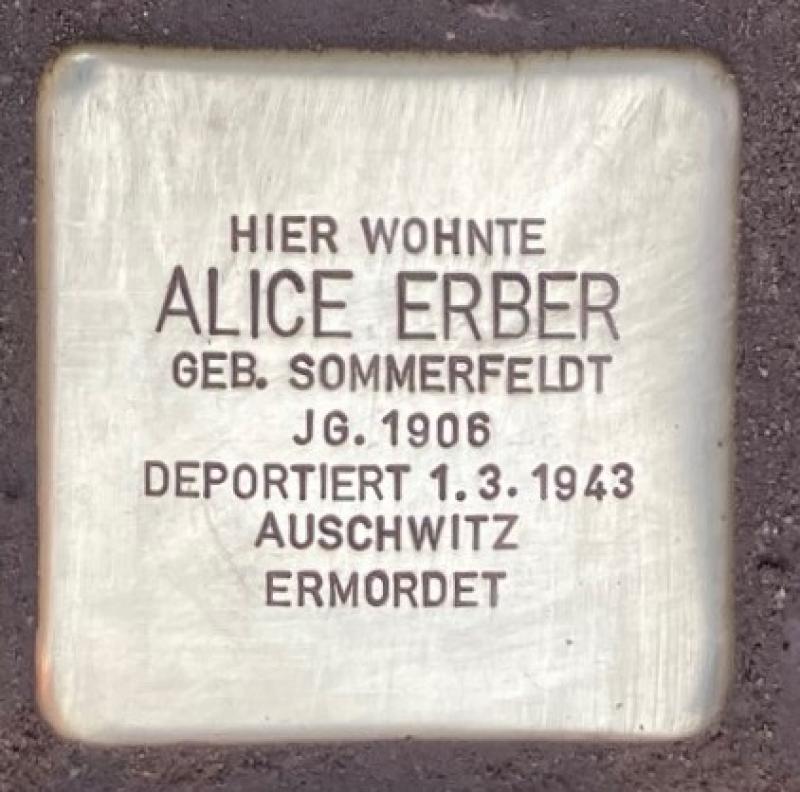 HIER WOHNTE
ALICE ERBER
GEB. SOMMERFELDT
JG. 1906
DEPORTIERT 1.3.1943
AUSCHWITZ
ERMORDET